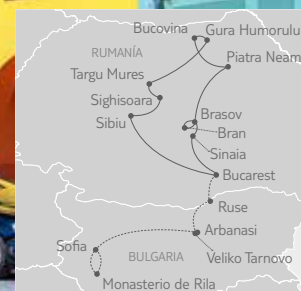 Bucovina
Gura Humorulu
RUMANÍA
Piatra Neam
Targu Mures
Sighisoara
Sibiu
Brasov
Bran
Sinaia
Bucarest
Ruse
Arbanasi
Sofia
BULGARIA
Veliko Tarnovo
Monasterio de Rila